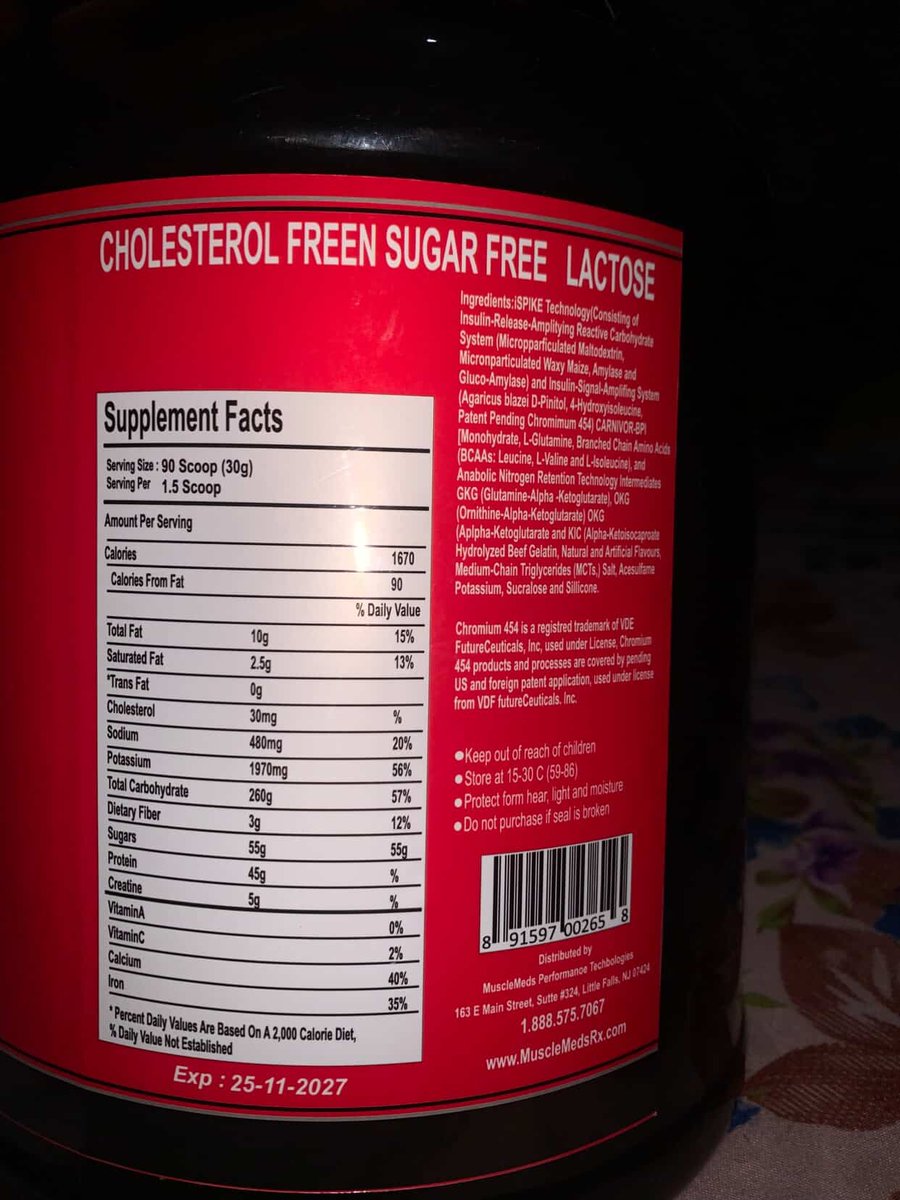 CHOLESTEROL FREEN SUGAR FREE LACTOSE
Supplement Facts
Serving Size : 90 Scoop (30g)
Serving Per 1.5 Scoop
Amount Per Serving
Calories 1670
Calories From Fat 90
% Daily Value
Total Fat 10g 15%
Saturated Fat 2.5g 13%
*Trans Fat 0g
Cholesterol 30mg %
Sodium 480mg 20%
Potassium 1970mg 56%
Total Carbohydrate 260g 57%
Dietary Fiber 3g 12%
Sugars 55g 55g
Protein 45g %
Creatine 5g %
VitaminA 0%
VitaminC 2%
Calcium 40%
Iron 35%
* Percent Daily Values Are Based On A 2,000 Calorie Diet,
% Daily Value Not Established
Exp : 25-11-2027
Ingredients:iSPIKE Technology(Consisting of
Insulin-Release-Amplitying Reactive Carbohydrate
System (Micropparficulated Maltodextrin,
Micronparticulated Waxy Maize, Amylase and
Gluco-Amylase) and Insulin-Signal-Amplifing System
(Agaricus blazei D-Pinitol, 4-Hydroxyisoleucine,
Patent Pending Chromimum 454) CARNIVOR-BPI
[Monohydrate, L-Glutamine, Branched Chain Amino Acids
(BCAAs: Leucine, L-Valine and L-Isoleucine), and
Anabolic Nitrogen Retention Technology Intermediates
GKG (Glutamine-Alpha -Ketoglutarate), OKG
(Ornithine-Alpha-Ketoglutarate) OKG
(Aplpha-Ketoglutarate and KIC (Alpha-Ketoisocaproate
Hydrolyzed Beef Gelatin, Natural and Artificial Flavours,
Medium-Chain Triglycerides (MCTs,) Salt, Acesulfame
Potassium, Sucralose and Sillicone.
Chromium 454 is a registred trademark of VDE
FutureCeuticals, Inc, used under License, Chromium
454 products and processes are covered by pending
US and foreign patent application, used under license
from VDF futureCeuticals. Inc.
●Keep out of reach of children
●Store at 15-30 C (59-86)
●Protect form hear, light and moisture
●Do not purchase if seal is broken
8 91597 00265 8
Distributed by
MuscleMeds Performanoe Techbologies
163 E Main Street, Sutte #324, Little Falls, NJ 07424
1.888.575.7067
www.MuscleMedsRx.com